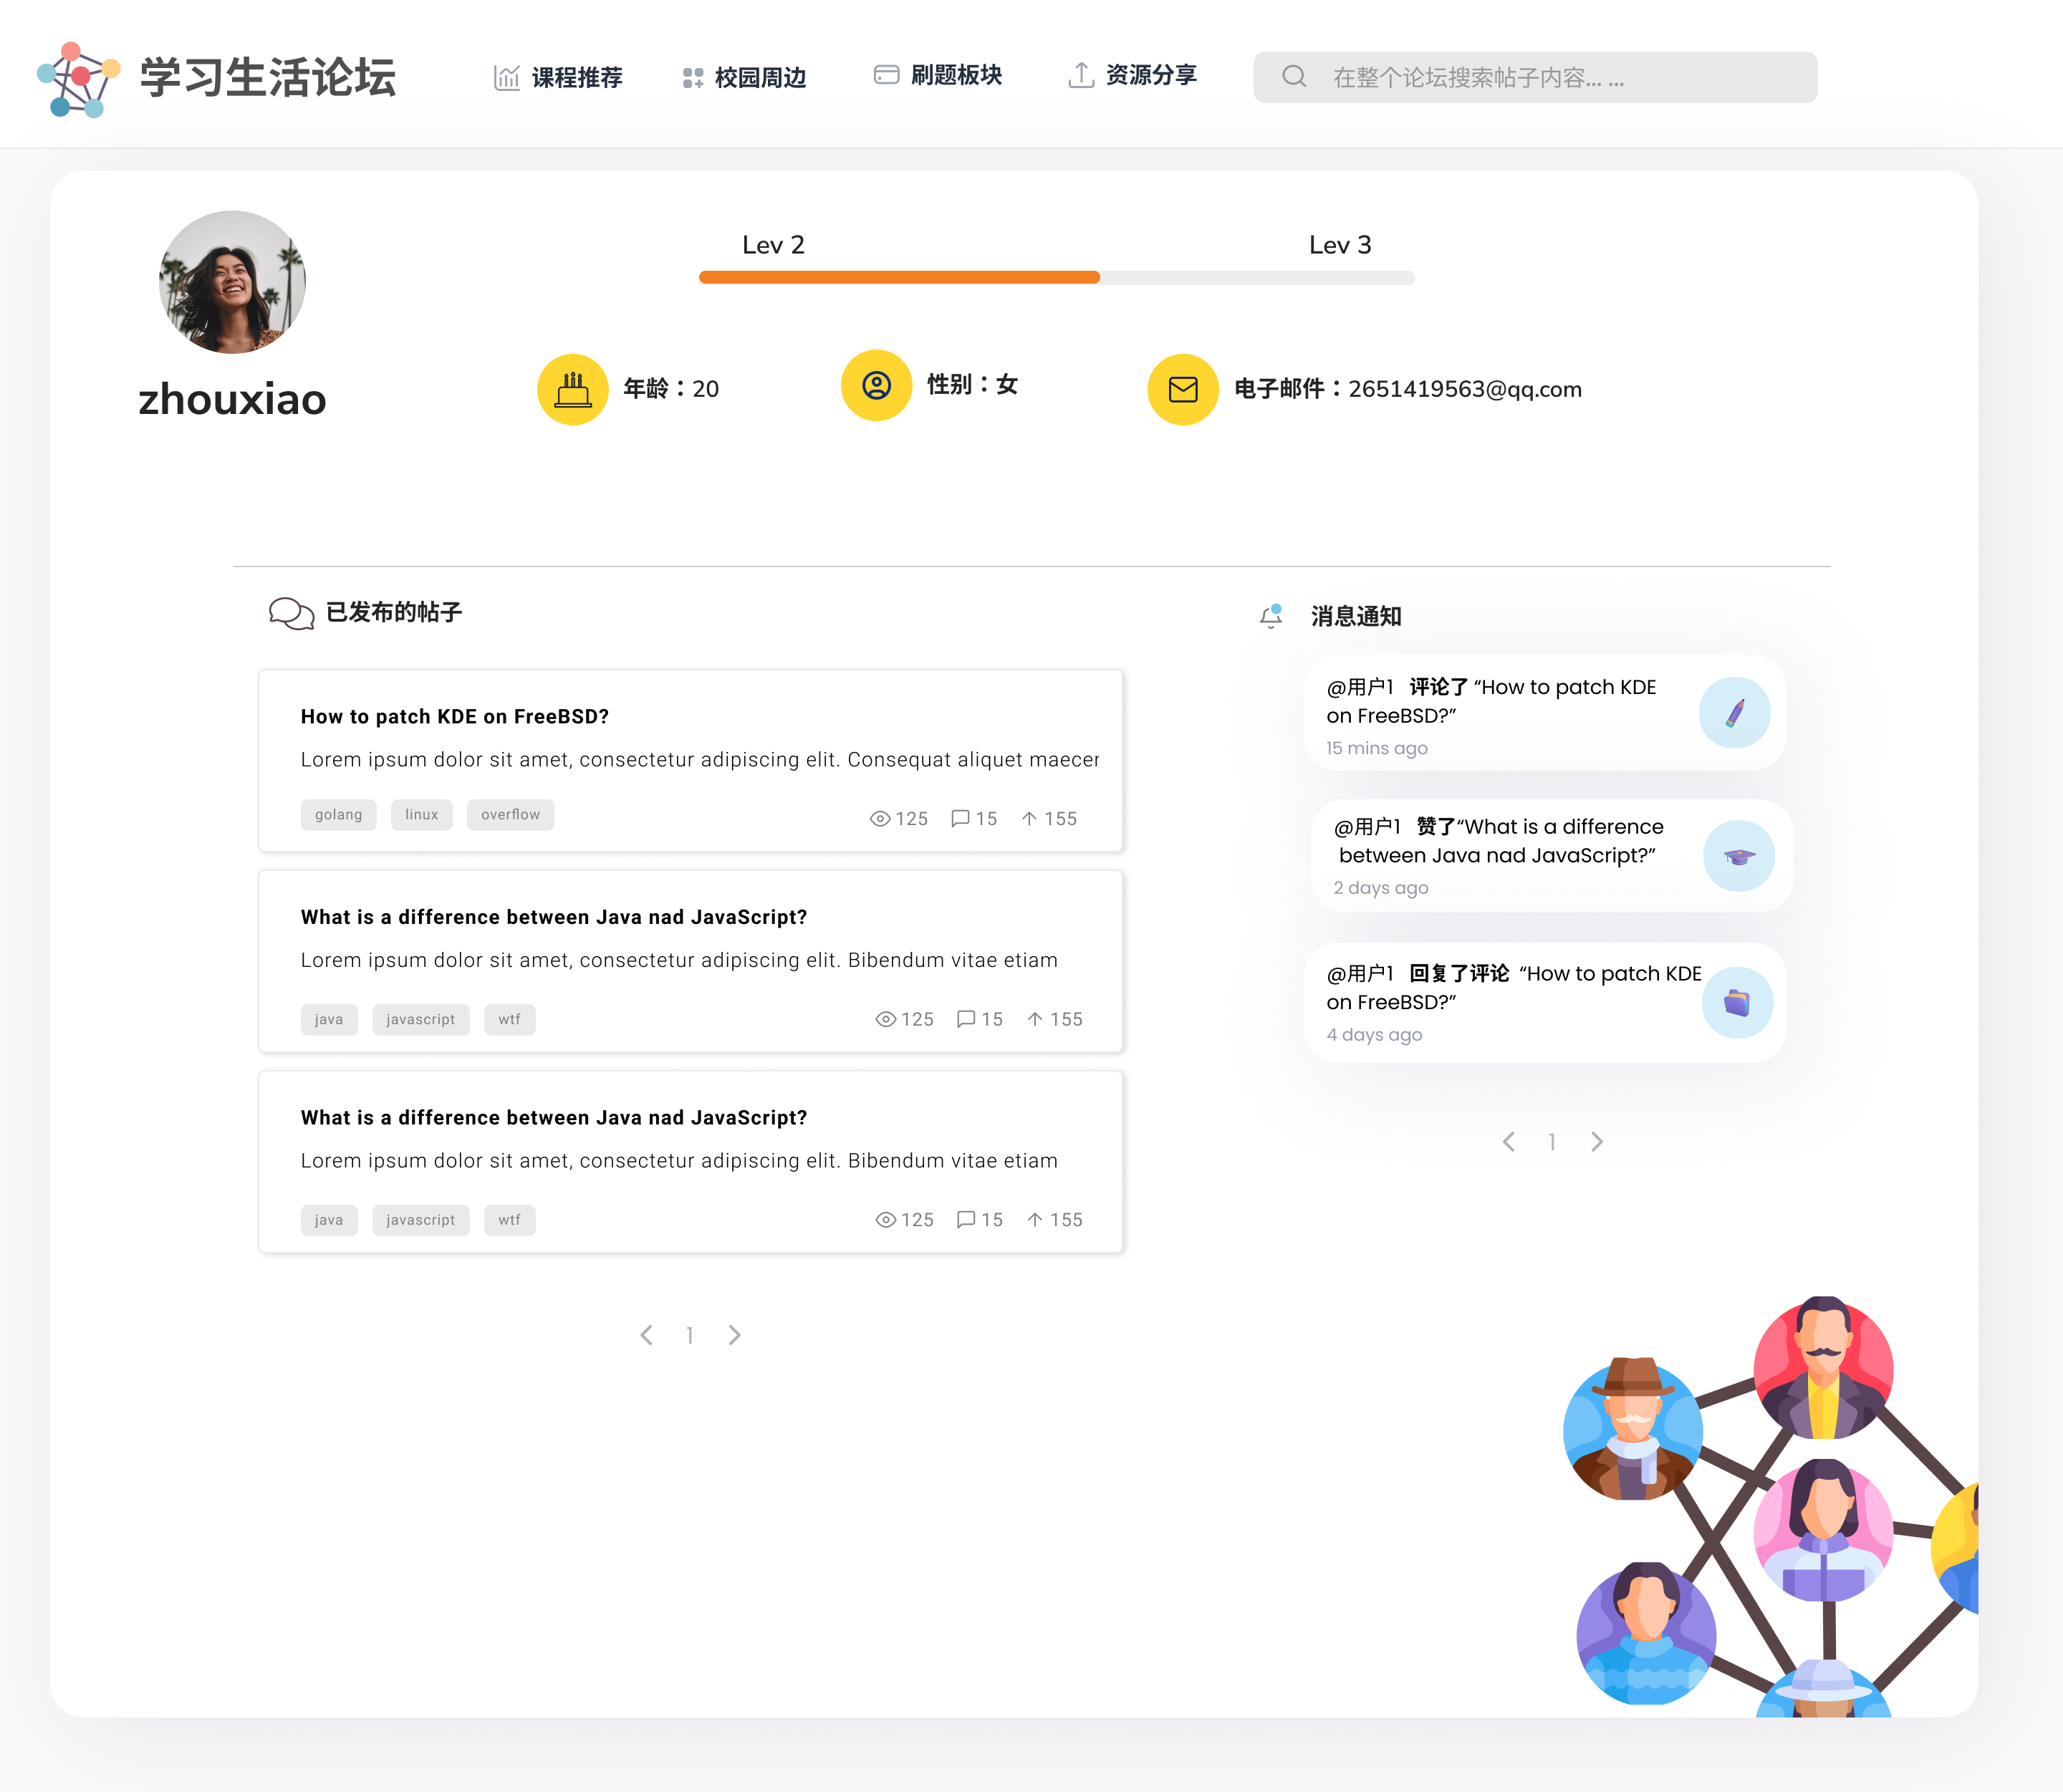 学习生活论坛
课程推荐
校园周边
刷题板块
资源分享
在整个论坛搜索帖子内容... ...
Lev 2
Lev 3
zhouxiao
年龄：20
性别：女
电子邮件：2651419563@qq.com
已发布的帖子
How to patch KDE on FreeBSD?
Lorem ipsum dolor sit amet, consectetur adipiscing elit. Consequat aliquet maecen
golang linux overflow
125 15 155
What is a difference between Java nad JavaScript?
Lorem ipsum dolor sit amet, consectetur adipiscing elit. Bibendum vitae etiam
java javascript wtf
125 15 155
What is a difference between Java nad JavaScript?
Lorem ipsum dolor sit amet, consectetur adipiscing elit. Bibendum vitae etiam
java javascript wtf
125 15 155
1
消息通知
@用户1 评论了 “How to patch KDE
on FreeBSD?”
15 mins ago
@用户1 赞了“What is a difference
between Java nad JavaScript?”
2 days ago
@用户1 回复了评论 “How to patch KDE
on FreeBSD?”
4 days ago
1